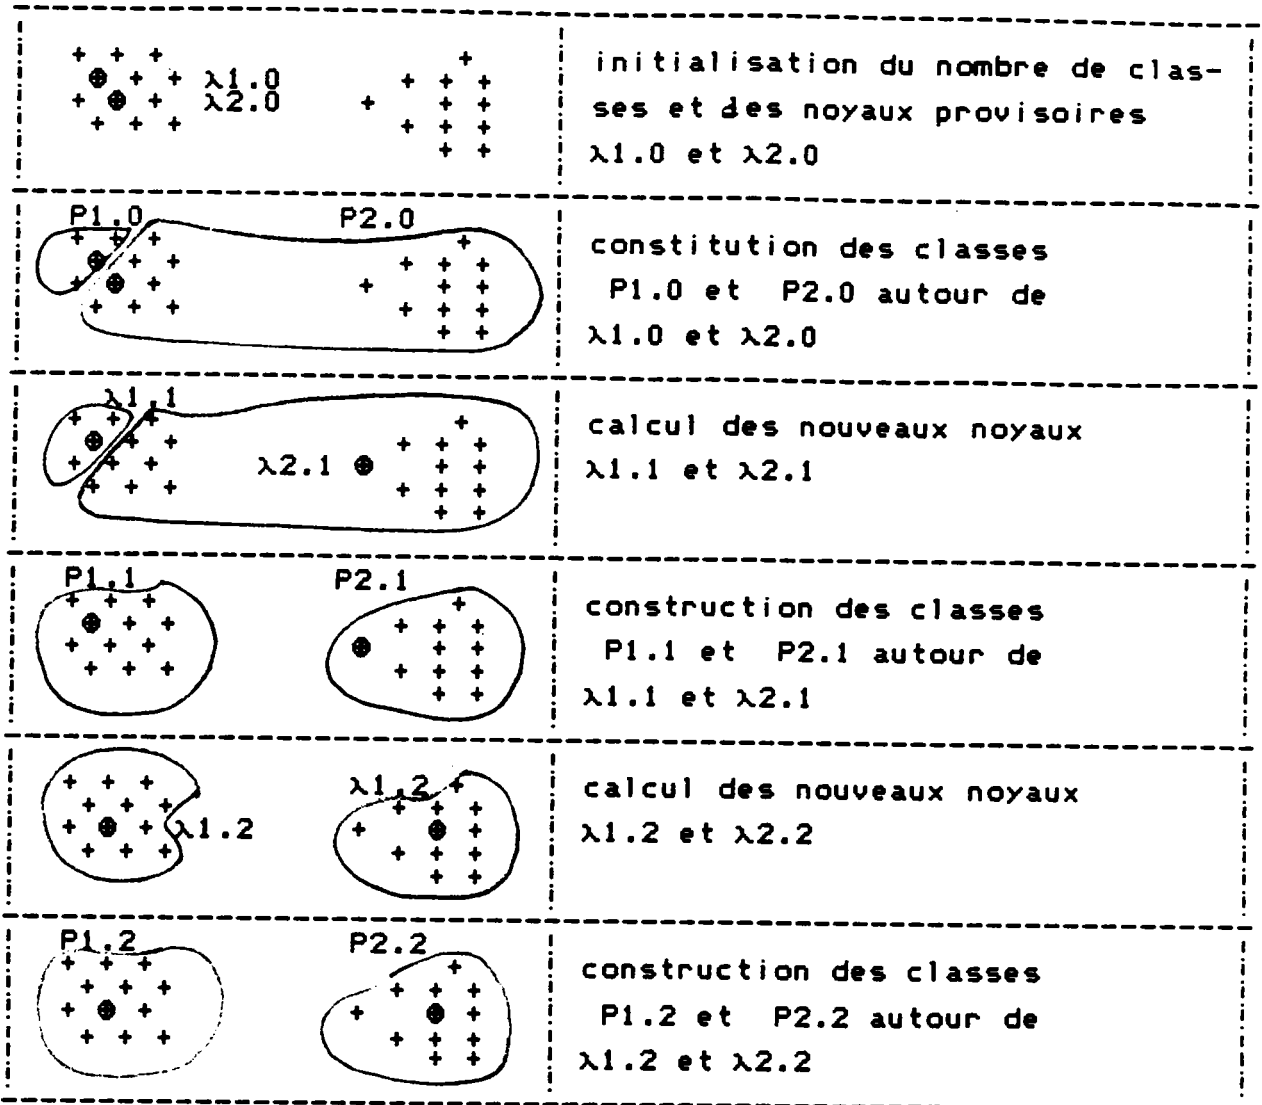 λ1.0
λ2.0
initialisation du nombre de clas-
ses et des noyaux provisoires
λ1.0 et λ2.0
P1.0
P2.0
constitution des classes
P1.0 et P2.0 autour de
λ1.0 et λ2.0
λ1.1
λ2.1
calcul des nouveaux noyaux
λ1.1 et λ2.1
P1.1
P2.1
construction des classes
P1.1 et P2.1 autour de
λ1.1 et λ2.1
λ1.2
λ1.2
calcul des nouveaux noyaux
λ1.2 et λ2.2
P1.2
P2.2
construction des classes
P1.2 et P2.2 autour de
λ1.2 et λ2.2